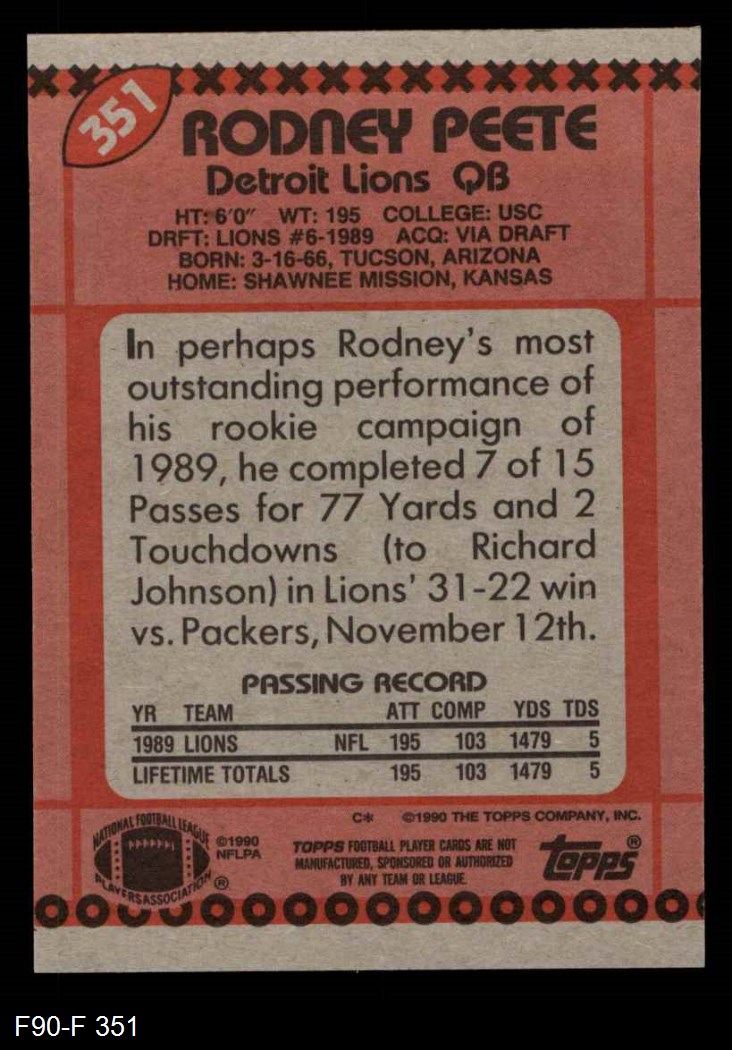 351
RODNEY PEETE
Detroit Lions QB
HT: 6'0" WT: 195 COLLEGE: USC
DRFT: LIONS #6-1989 ACQ: VIA DRAFT
BORN: 3-16-66, TUCSON, ARIZONA
HOME: SHAWNEE MISSION, KANSAS
In perhaps Rodney's most
outstanding performance of
his rookie campaign of
1989, he completed 7 of 15
Passes for 77 Yards and 2
Touchdowns (to Richard
Johnson) in Lions' 31-22 win
vs. Packers, November 12th.
PASSING RECORD
YR TEAM ATT COMP YDS TDS
1989 LIONS NFL 195 103 1479 5
LIFETIME TOTALS 195 103 1479 5
C* ©1990 THE TOPPS COMPANY, INC.
NATIONAL FOOTBALL LEAGUE
PLAYERS ASSOCIATION ®
©1990
NFLPA
TOPPS FOOTBALL PLAYER CARDS ARE NOT
MANUFACTURED, SPONSORED OR AUTHORIZED
BY ANY TEAM OR LEAGUE.
topps®
F90-F 351